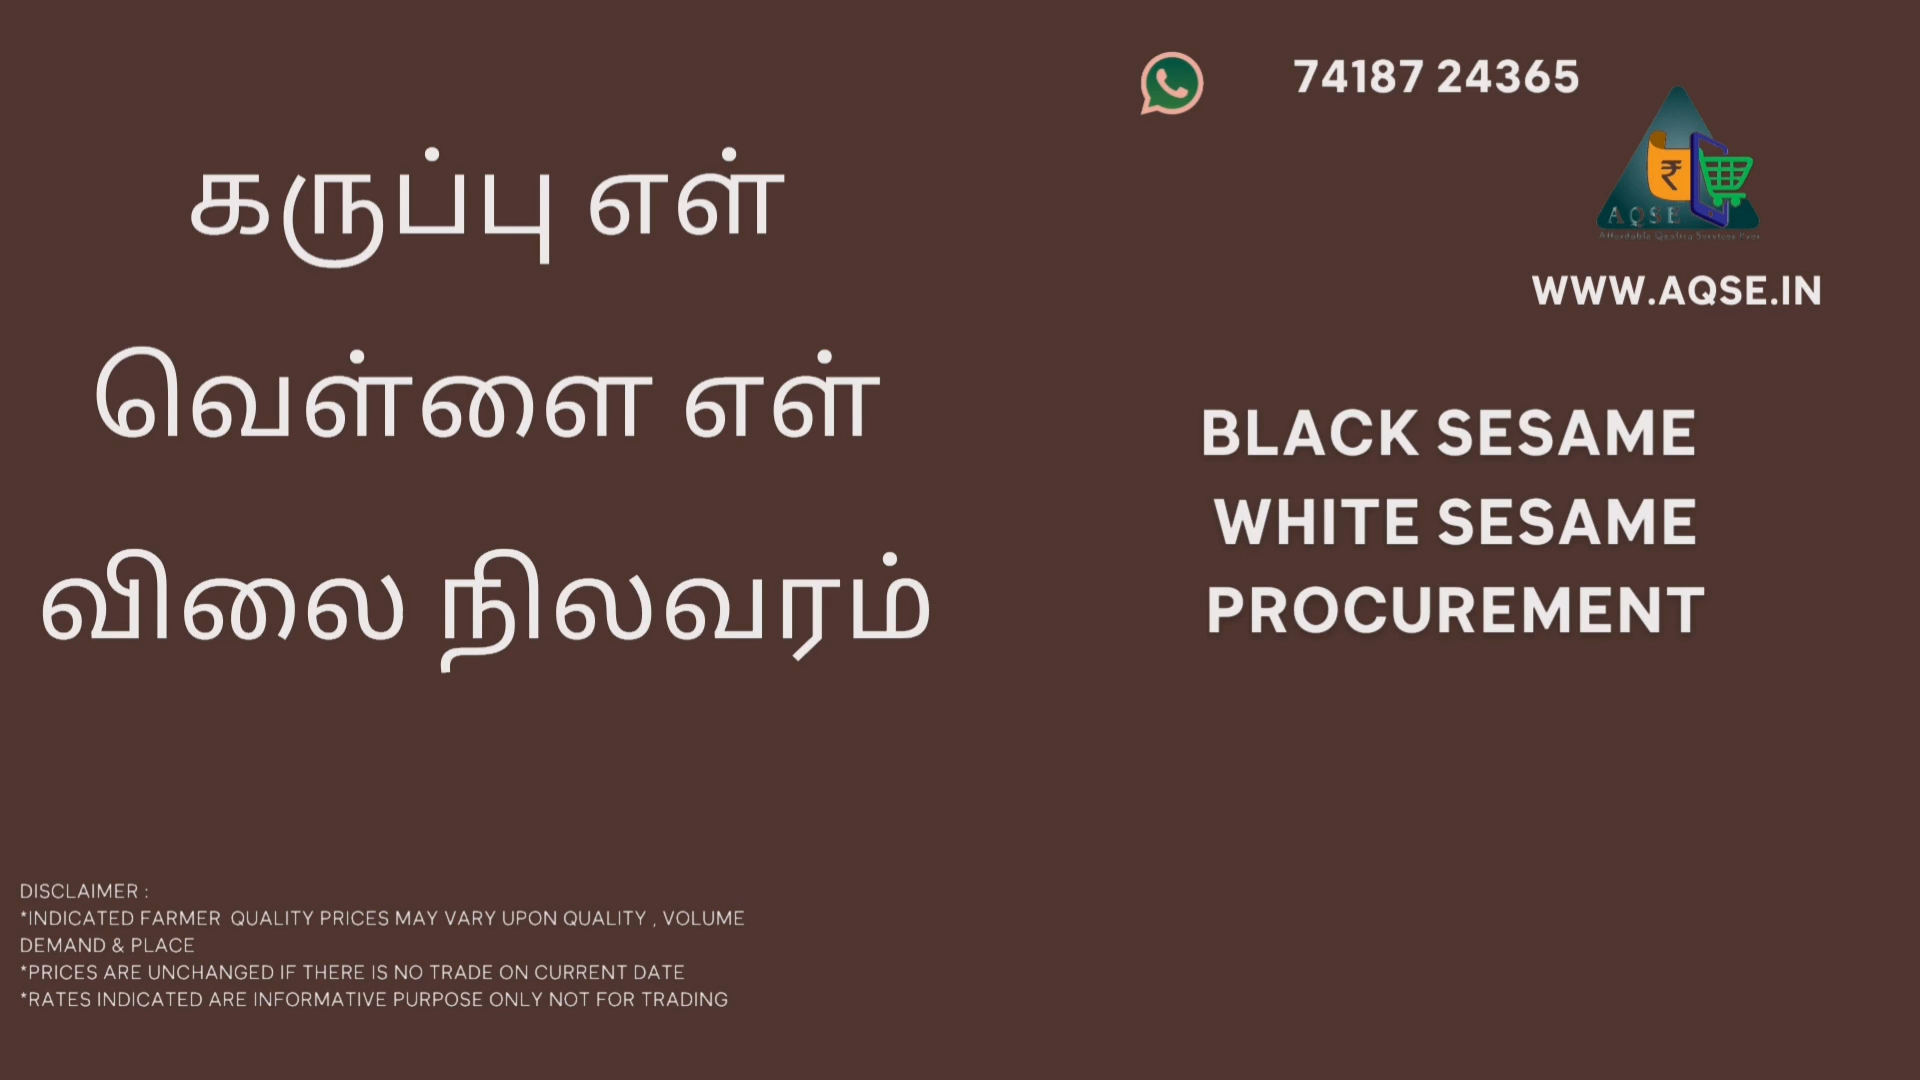 கருப்பு எள்
வெள்ளை எள்
விலை நிலவரம்
74187 24365
AQSE
WWW.AQSE.IN
BLACK SESAME
WHITE SESAME
PROCUREMENT
DISCLAIMER :
*INDICATED FARMER QUALITY PRICES MAY VARY UPON QUALITY , VOLUME
DEMAND & PLACE
*PRICES ARE UNCHANGED IF THERE IS NO TRADE ON CURRENT DATE
*RATES INDICATED ARE INFORMATIVE PURPOSE ONLY NOT FOR TRADING